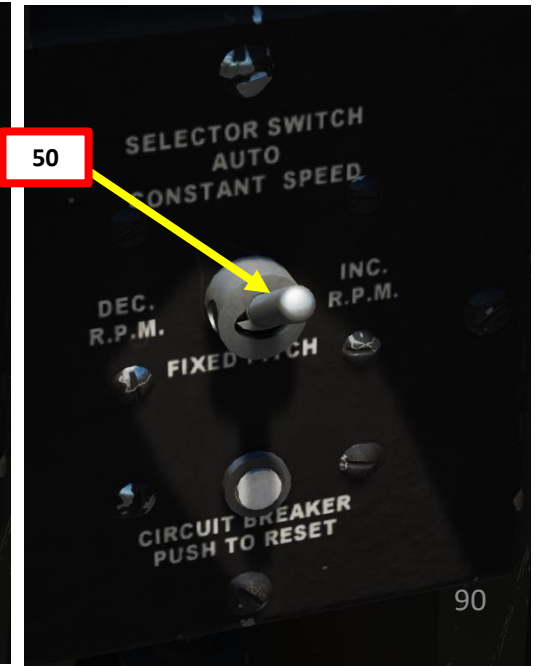 SELECTOR SWITCH
AUTO
CONSTANT SPEED
50
DEC.
R.P.M.
INC.
R.P.M.
FIXED PITCH
CIRCUIT BREAKER
PUSH TO RESET
90